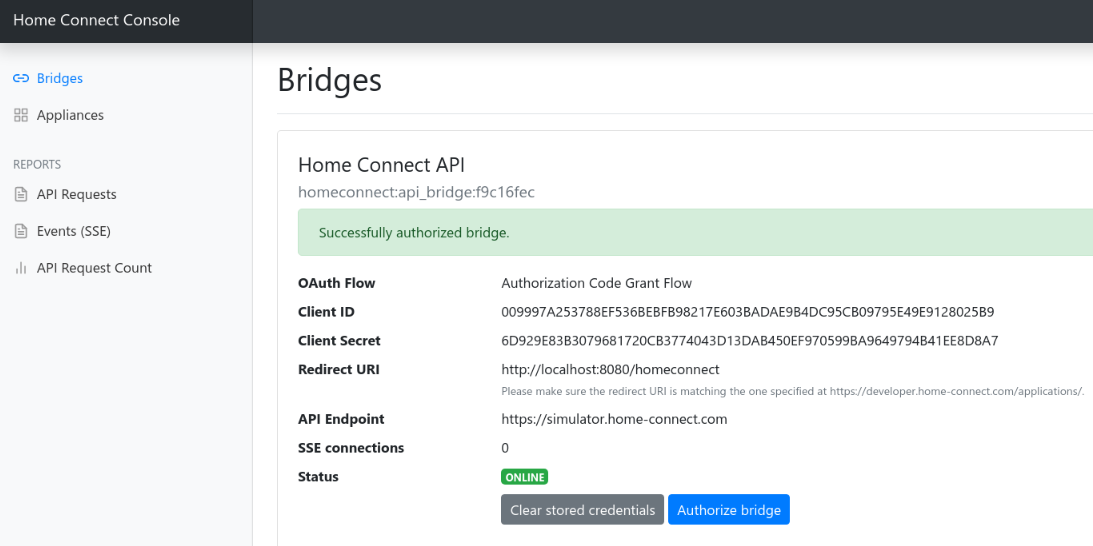 Home Connect Console
Bridges
Appliances
REPORTS
API Requests
Events (SSE)
API Request Count
Bridges
Home Connect API
homeconnect:api_bridge:f9c16fec
Successfully authorized bridge.
OAuth Flow Authorization Code Grant Flow
Client ID 009997A253788EF536BEBFB98217E603BADAE9B4DC95CB09795E49E9128025B9
Client Secret 6D929E83B3079681720CB3774043D13DAB450EF970599BA9649794B41EE8D8A7
Redirect URI http://localhost:8080/homeconnect
Please make sure the redirect URI is matching the one specified at https://developer.home-connect.com/applications/.
API Endpoint https://simulator.home-connect.com
SSE connections 0
Status ONLINE
Clear stored credentials Authorize bridge